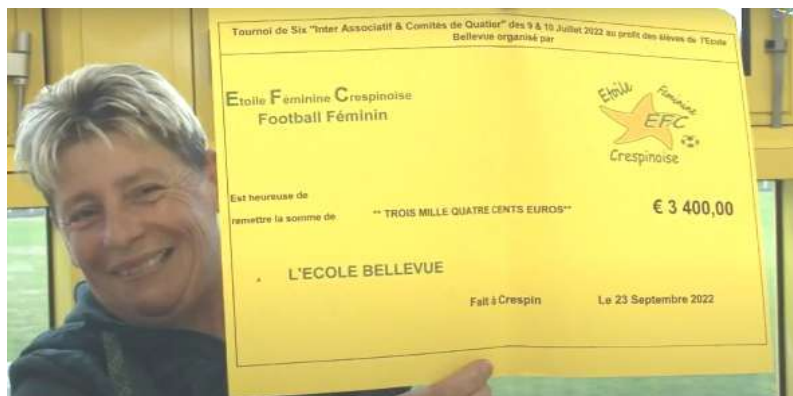 Tournoi de Six "Inter Associatif & Comités de Quatier" des 9 & 10 Juillet 2022 au profit des élèves de l'Ecole
Bellevue organisé par
Etoile Féminine Crespinoise
Football Féminin
Etoile Féminine
EFC
Crespinoise
Est heureuse de
remettre la somme de ** TROIS MILLE QUATRE CENTS EUROS** € 3 400,00
L'ECOLE BELLEVUE
Fait à Crespin Le 23 Septembre 2022